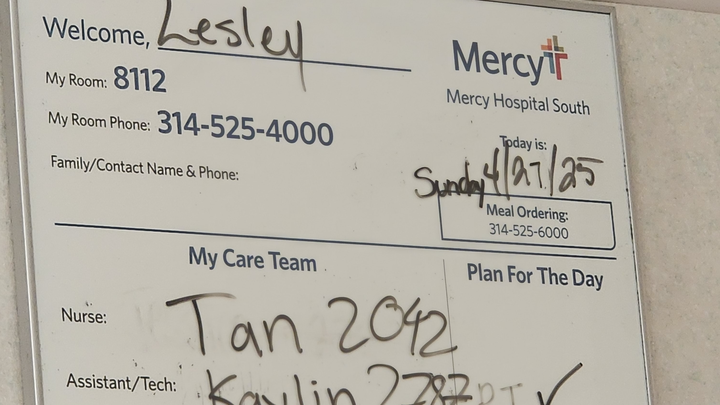 Welcome, Lesley
Mercy
My Room: 8112
Mercy Hospital South
My Room Phone: 314-525-4000
Today is:
Family/Contact Name & Phone:
Sunday 4/27/25
Meal Ordering:
314-525-6000
My Care Team
Plan For The Day
Nurse: Tan 2042
Assistant/Tech: Kaylin 2787